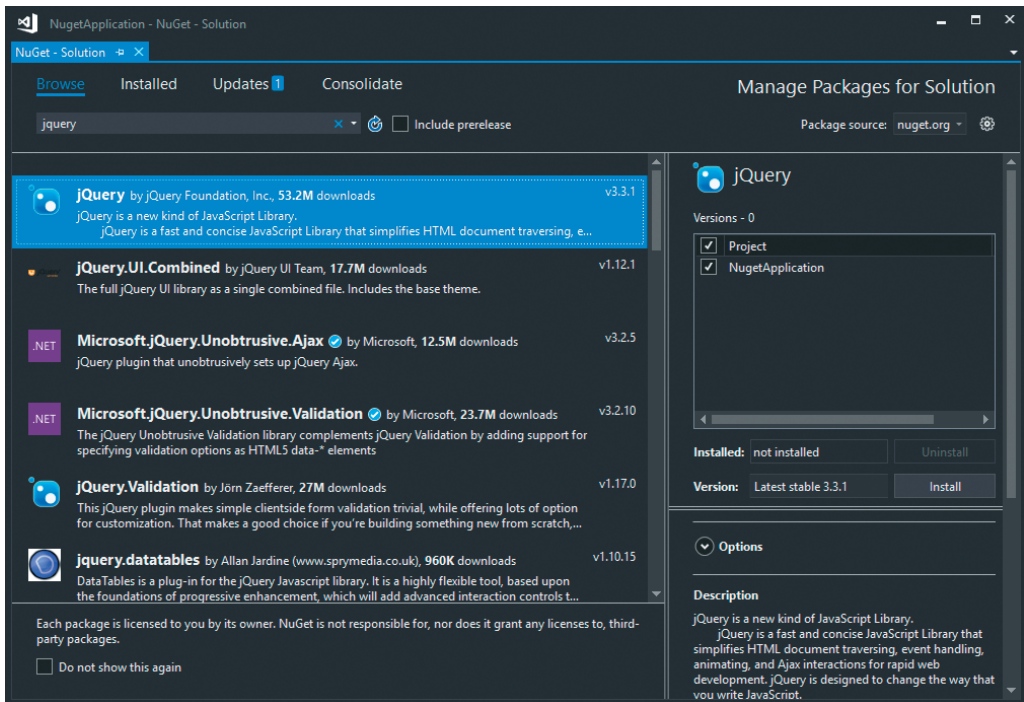 NugetApplication - NuGet - Solution
NuGet - Solution
Browse Installed Updates 1 Consolidate
Manage Packages for Solution
jquery
Include prerelease
Package source: nuget.org
jQuery by jQuery Foundation, Inc., 53.2M downloads v3.3.1
jQuery is a new kind of JavaScript Library.
jQuery is a fast and concise JavaScript Library that simplifies HTML document traversing, e...
jQuery.UI.Combined by jQuery UI Team, 17.7M downloads v1.12.1
The full jQuery UI library as a single combined file. Includes the base theme.
.NET
Microsoft.jQuery.Unobtrusive.Ajax by Microsoft, 12.5M downloads v3.2.5
jQuery plugin that unobtrusively sets up jQuery Ajax.
.NET
Microsoft.jQuery.Unobtrusive.Validation by Microsoft, 23.7M downloads v3.2.10
The jQuery Unobtrusive Validation library complements jQuery Validation by adding support for
specifying validation options as HTML5 data-* elements
jQuery.Validation by Jörn Zaefferer, 27M downloads v1.17.0
This jQuery plugin makes simple clientside form validation trivial, while offering lots of option
for customization. That makes a good choice if you're building something new from scratch,...
jquery.datatables by Allan Jardine (www.sprymedia.co.uk), 960K downloads v1.10.15
DataTables is a plug-in for the jQuery Javascript library. It is a highly flexible tool, based upon
the foundations of progressive enhancement, which will add advanced interaction controls t...
Each package is licensed to you by its owner. NuGet is not responsible for, nor does it grant any licenses to, third-
party packages.
Do not show this again
jQuery
Versions - 0
Project
NugetApplication
Installed: not installed Uninstall
Version: Latest stable 3.3.1 Install
Options
Description
jQuery is a new kind of JavaScript Library.
jQuery is a fast and concise JavaScript Library that
simplifies HTML document traversing, event handling,
animating, and Ajax interactions for rapid web
development. jQuery is designed to change the way that
you write JavaScript.